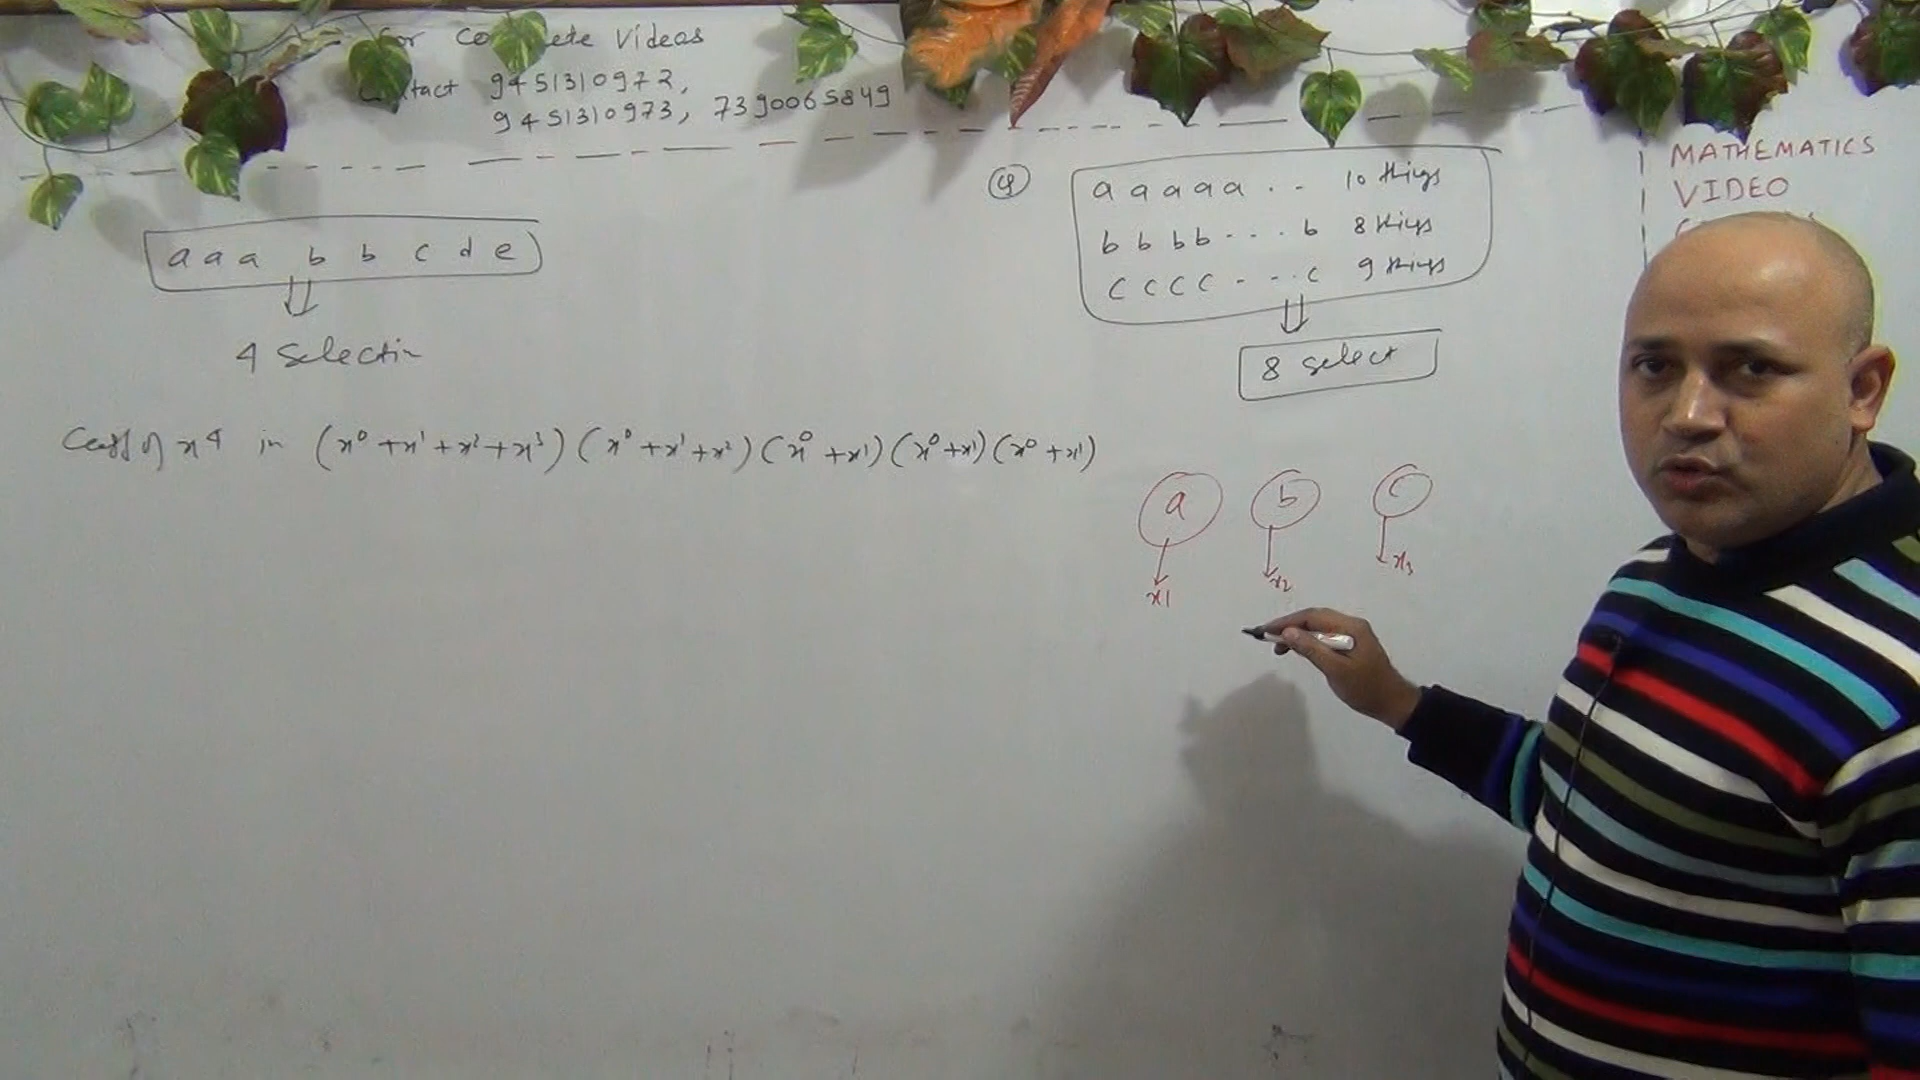 For Complete Videos
Contact 9451310972,
9451310973, 7390065849
MATHEMATICS
VIDEO
a a a b b c d e
4 Selection
Q
a a a a a . . 10 things
b b b b - . . . b 8 things
c c c c - - . . c 9 things
8 select
Coeff of x⁴ in (x⁰ + x¹ + x² + x³) (x⁰ + x¹ + x²) (x⁰ + x¹) (x⁰ + x¹) (x⁰ + x¹)
a b c
x1 x2 x3